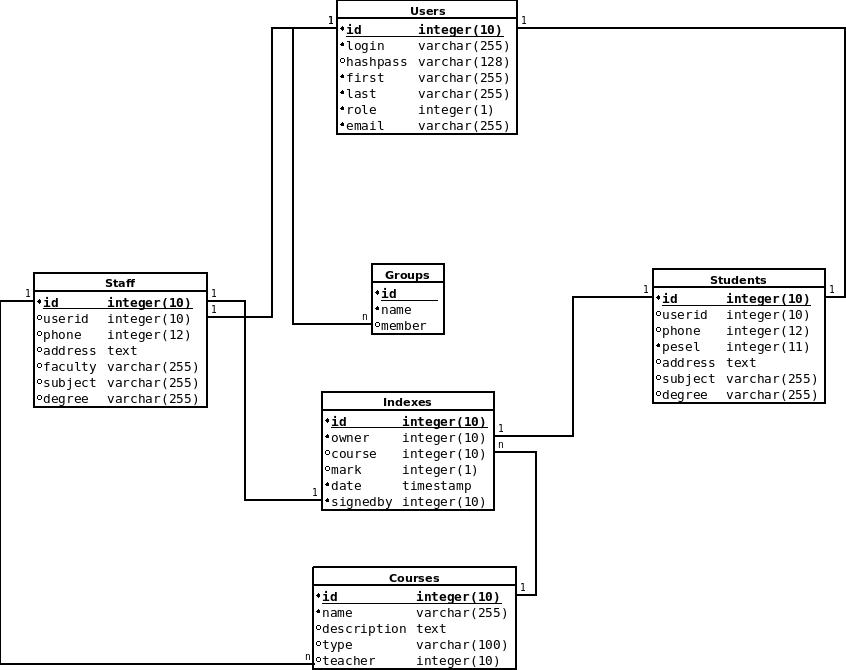 Users
1
1
id integer(10)
login varchar(255)
hashpass varchar(128)
first varchar(255)
last varchar(255)
role integer(1)
email varchar(255)
Groups
id
name
n
member
Staff
1
1
id integer(10)
1
userid integer(10)
phone integer(12)
address text
faculty varchar(255)
subject varchar(255)
degree varchar(255)
Students
1
1
id integer(10)
userid integer(10)
phone integer(12)
pesel integer(11)
address text
subject varchar(255)
degree varchar(255)
Indexes
id integer(10)
1
owner integer(10)
n
course integer(10)
mark integer(1)
date timestamp
1
signedby integer(10)
Courses
1
id integer(10)
name varchar(255)
description text
type varchar(100)
n
teacher integer(10)